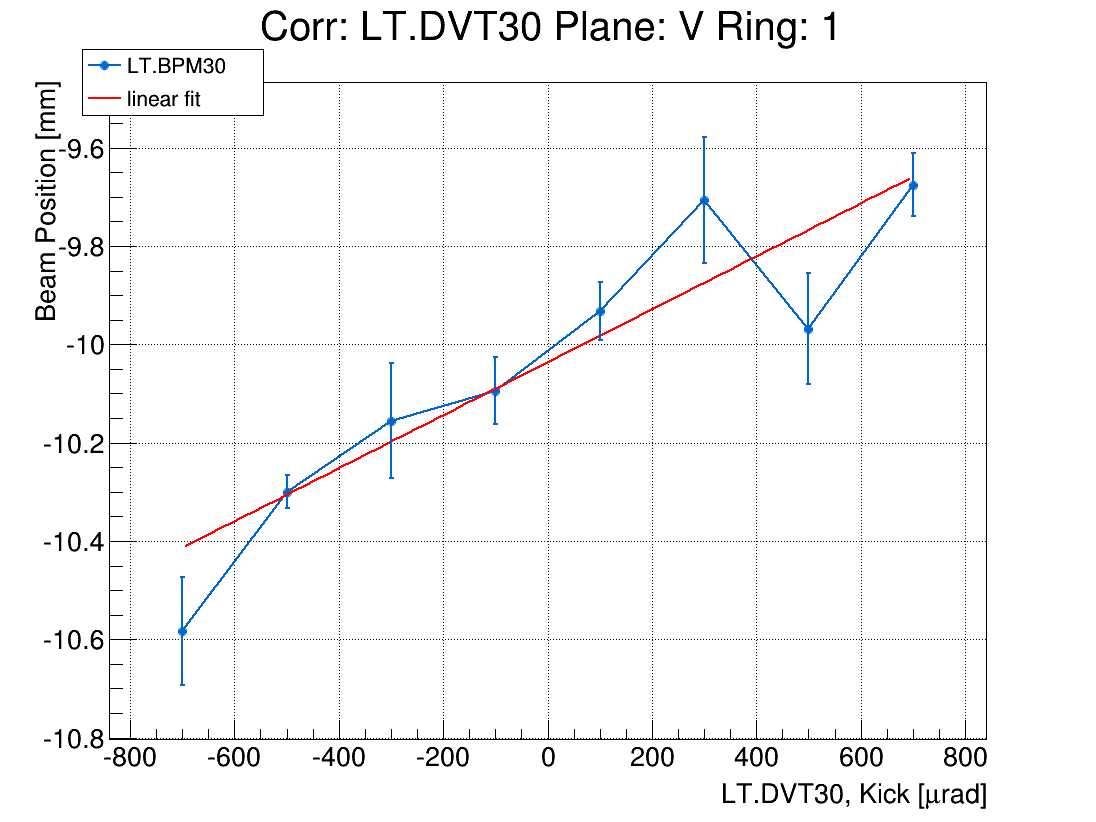 Corr: LT.DVT30 Plane: V Ring: 1
LT.BPM30
linear fit
Beam Position [mm]
-9.6
-9.8
-10
-10.2
-10.4
-10.6
-10.8
-800 -600 -400 -200 0 200 400 600 800
LT.DVT30, Kick [μrad]